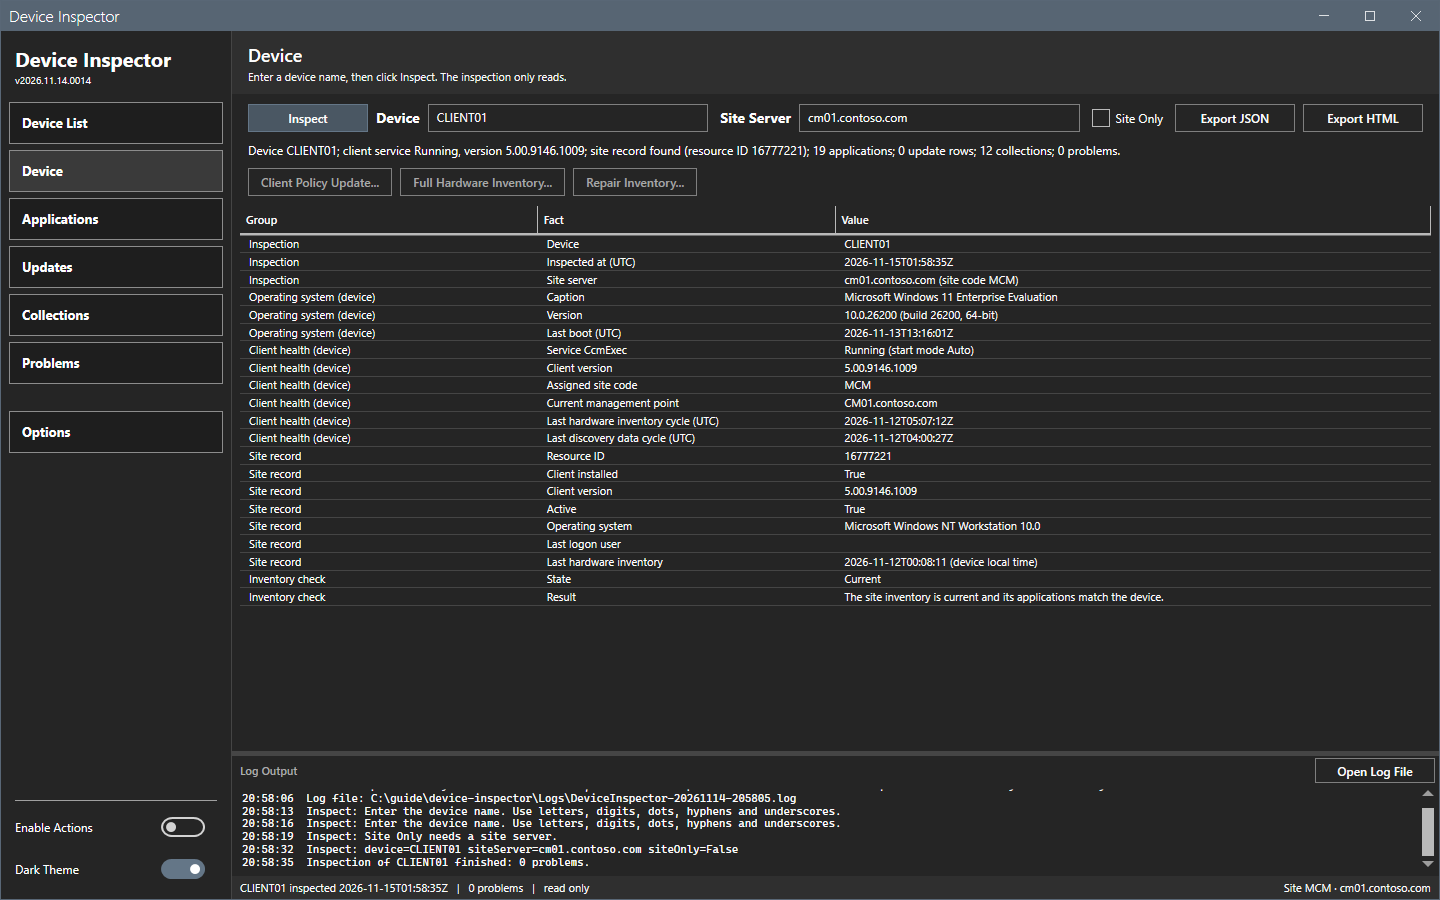 Device Inspector
Device Inspector
v2026.11.14.0014
Device List
Device
Applications
Updates
Collections
Problems
Options
Enable Actions
Dark Theme
Device
Enter a device name, then click Inspect. The inspection only reads.
Inspect Device CLIENT01 Site Server cm01.contoso.com Site Only Export JSON Export HTML
Device CLIENT01; client service Running, version 5.00.9146.1009; site record found (resource ID 16777221); 19 applications; 0 update rows; 12 collections; 0 problems.
Client Policy Update... Full Hardware Inventory... Repair Inventory...
Group Fact Value
Inspection Device CLIENT01
Inspection Inspected at (UTC) 2026-11-15T01:58:35Z
Inspection Site server cm01.contoso.com (site code MCM)
Operating system (device) Caption Microsoft Windows 11 Enterprise Evaluation
Operating system (device) Version 10.0.26200 (build 26200, 64-bit)
Operating system (device) Last boot (UTC) 2026-11-13T13:16:01Z
Client health (device) Service CcmExec Running (start mode Auto)
Client health (device) Client version 5.00.9146.1009
Client health (device) Assigned site code MCM
Client health (device) Current management point CM01.contoso.com
Client health (device) Last hardware inventory cycle (UTC) 2026-11-12T05:07:12Z
Client health (device) Last discovery data cycle (UTC) 2026-11-12T04:00:27Z
Site record Resource ID 16777221
Site record Client installed True
Site record Client version 5.00.9146.1009
Site record Active True
Site record Operating system Microsoft Windows NT Workstation 10.0
Site record Last logon user
Site record Last hardware inventory 2026-11-12T00:08:11 (device local time)
Inventory check State Current
Inventory check Result The site inventory is current and its applications match the device.
Log Output
Open Log File
20:58:06 Log file: C:\guide\device-inspector\Logs\DeviceInspector-20261114-205805.log
20:58:13 Inspect: Enter the device name. Use letters, digits, dots, hyphens and underscores.
20:58:16 Inspect: Enter the device name. Use letters, digits, dots, hyphens and underscores.
20:58:19 Inspect: Site Only needs a site server.
20:58:32 Inspect: device=CLIENT01 siteServer=cm01.contoso.com siteOnly=False
20:58:35 Inspection of CLIENT01 finished: 0 problems.
CLIENT01 inspected 2026-11-15T01:58:35Z | 0 problems | read only
Site MCM · cm01.contoso.com